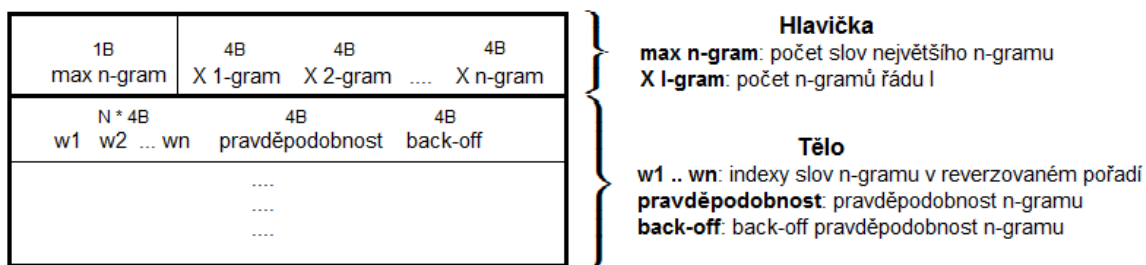 1B 4B 4B 4B
max n-gram X 1-gram X 2-gram .... X n-gram
N * 4B 4B 4B
w1 w2 ... wn pravděpodobnost back-off
....
....
....
Hlavička
max n-gram: počet slov největšího n-gramu
X I-gram: počet n-gramů řádu I
Tělo
w1 .. wn: indexy slov n-gramu v reverzovaném pořadí
pravděpodobnost: pravděpodobnost n-gramu
back-off: back-off pravděpodobnost n-gramu